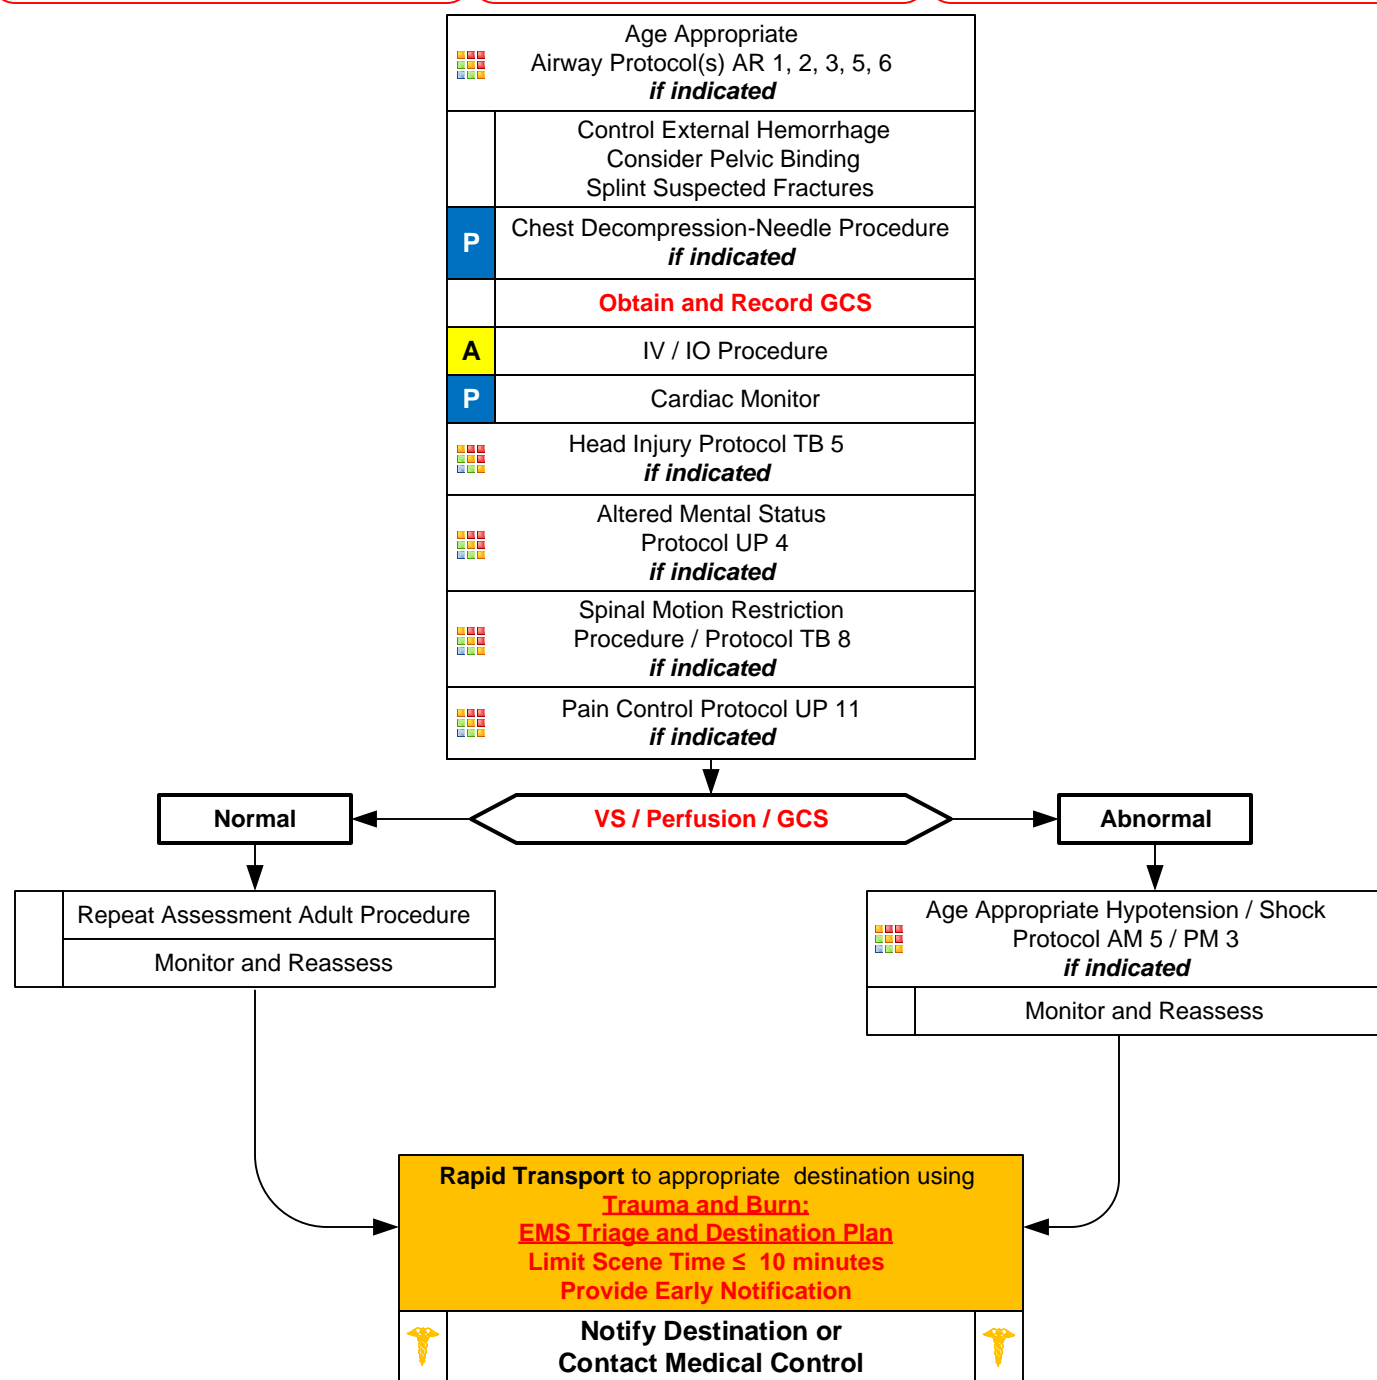 Age Appropriate
Airway Protocol(s) AR 1, 2, 3, 5, 6
if indicated
Control External Hemorrhage
Consider Pelvic Binding
Splint Suspected Fractures
P
Chest Decompression-Needle Procedure
if indicated
Obtain and Record GCS
A
IV / IO Procedure
P
Cardiac Monitor
Head Injury Protocol TB 5
if indicated
Altered Mental Status
Protocol UP 4
if indicated
Spinal Motion Restriction
Procedure / Protocol TB 8
if indicated
Pain Control Protocol UP 11
if indicated
Normal
VS / Perfusion / GCS
Abnormal
Repeat Assessment Adult Procedure
Monitor and Reassess
Age Appropriate Hypotension / Shock
Protocol AM 5 / PM 3
if indicated
Monitor and Reassess
Rapid Transport to appropriate destination using
Trauma and Burn:
EMS Triage and Destination Plan
Limit Scene Time ≤ 10 minutes
Provide Early Notification
Notify Destination or
Contact Medical Control